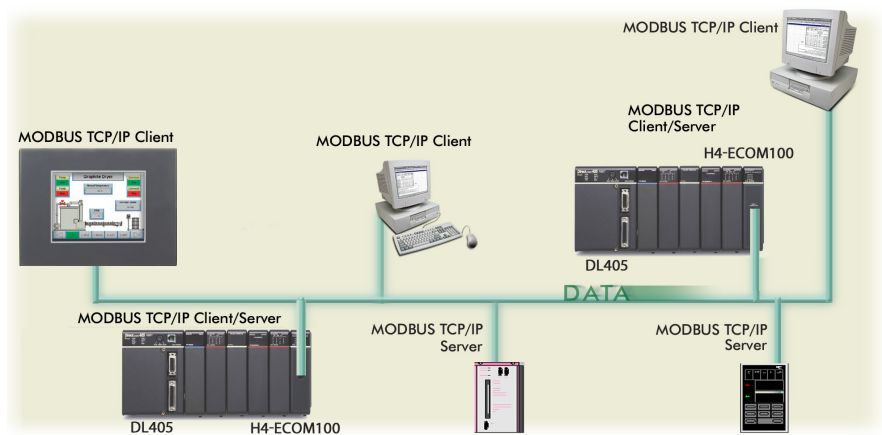 MODBUS TCP/IP Client
MODBUS TCP/IP
Client/Server
H4-ECOM100
MODBUS TCP/IP Client
MODBUS TCP/IP Client
Graphite Dryer
DL405
DATA
MODBUS TCP/IP Client/Server
MODBUS TCP/IP
Server
MODBUS TCP/IP
Server
DL405
H4-ECOM100